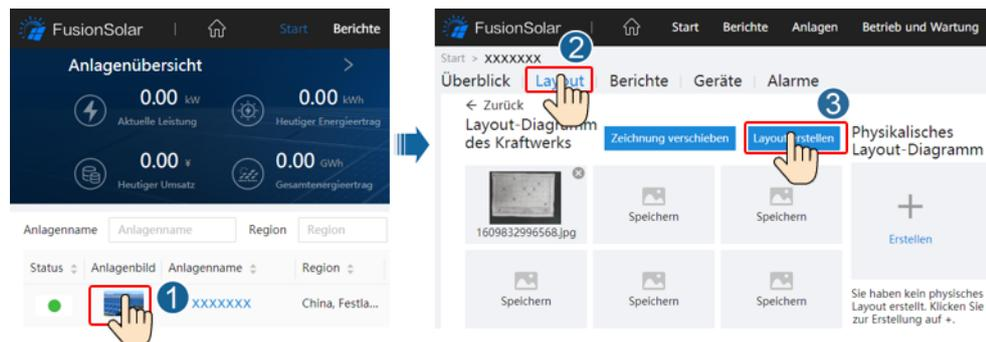 FusionSolar
Start Berichte
Anlagenübersicht >
0.00 kW
Aktuelle Leistung
0.00 kWh
Heutiger Energieertrag
0.00 ¥
Heutiger Umsatz
0.00 GWh
Gesamtenergieertrag
Anlagenname Anlagenname Region Region
Status Anlagenbild Anlagenname Region
1
XXXXXXX China, Festla...
FusionSolar Start Berichte Anlagen Betrieb und Wartung
Start > XXXXXXX
2
Überblick Layout Berichte Geräte Alarme
← Zurück
3
Layout-Diagramm
des Kraftwerks
Zeichnung verschieben
Layout erstellen
Physikalisches
Layout-Diagramm
1609832996568.jpg
Speichern
Speichern
+
Erstellen
Speichern
Speichern
Speichern
Sie haben kein physisches
Layout erstellt. Klicken Sie
zur Erstellung auf +.